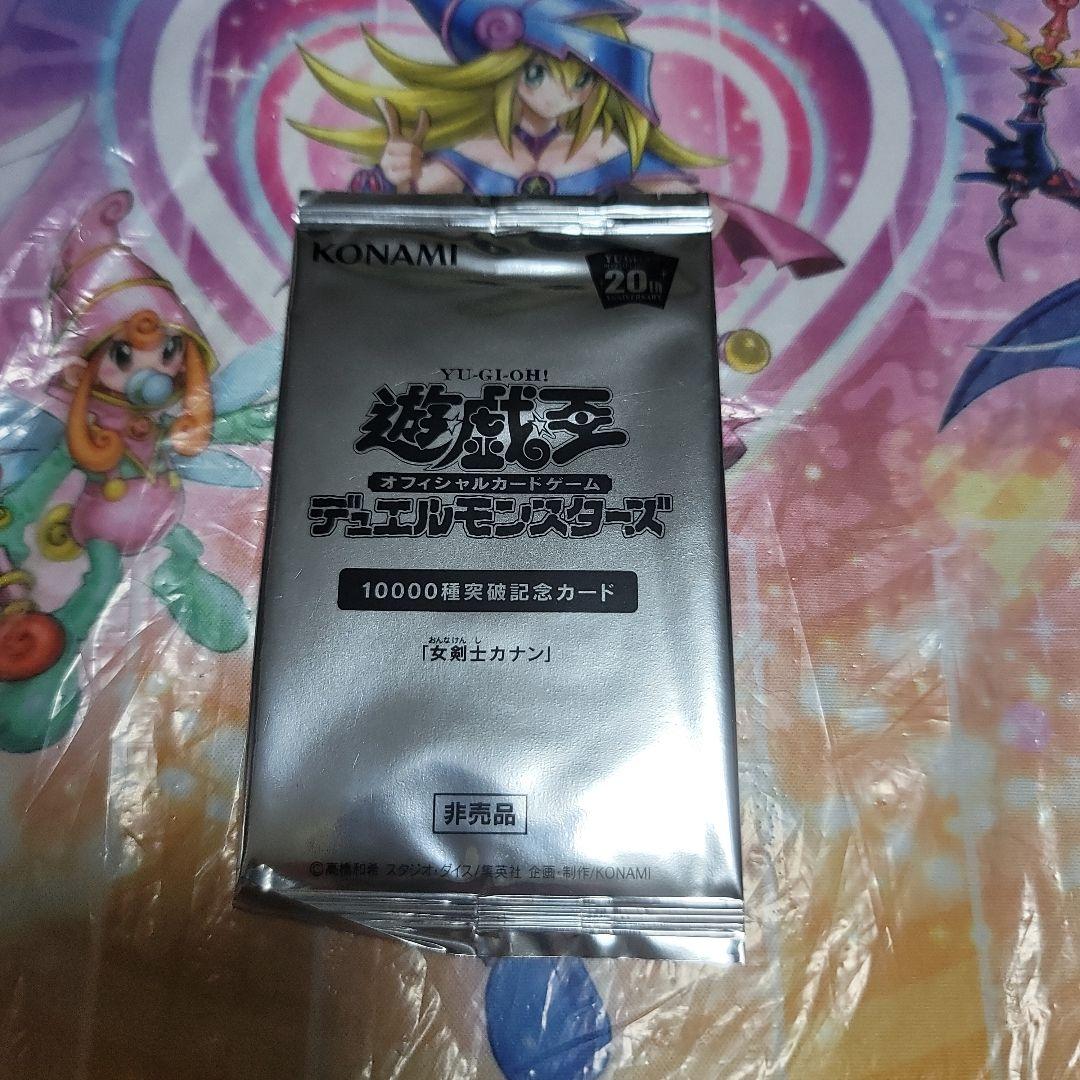 KONAMI
20th
ANNIVERSARY
YU-GI-OH!
遊☆戯☆王
オフィシャルカードゲーム
デュエルモンスターズ
10000種突破記念カード
おんなけんし
「女剣士カナン」
非売品
©高橋和希 スタジオ・ダイス/集英社 企画・制作/KONAMI